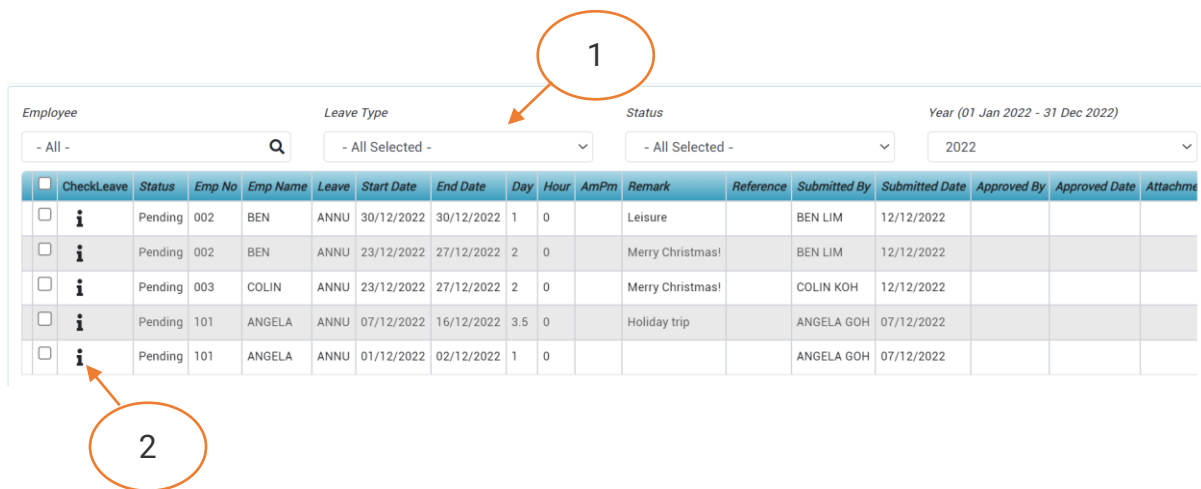 1
Employee Leave Type Status Year (01 Jan 2022 - 31 Dec 2022)
- All - - All Selected - - All Selected - 2022
CheckLeave Status Emp No Emp Name Leave Start Date End Date Day Hour AmPm Remark Reference Submitted By Submitted Date Approved By Approved Date Attachme
Pending 002 BEN ANNU 30/12/2022 30/12/2022 1 0 Leisure BEN LIM 12/12/2022
Pending 002 BEN ANNU 23/12/2022 27/12/2022 2 0 Merry Christmas! BEN LIM 12/12/2022
Pending 003 COLIN ANNU 23/12/2022 27/12/2022 2 0 Merry Christmas! COLIN KOH 12/12/2022
Pending 101 ANGELA ANNU 07/12/2022 16/12/2022 3.5 0 Holiday trip ANGELA GOH 07/12/2022
Pending 101 ANGELA ANNU 01/12/2022 02/12/2022 1 0 ANGELA GOH 07/12/2022
2